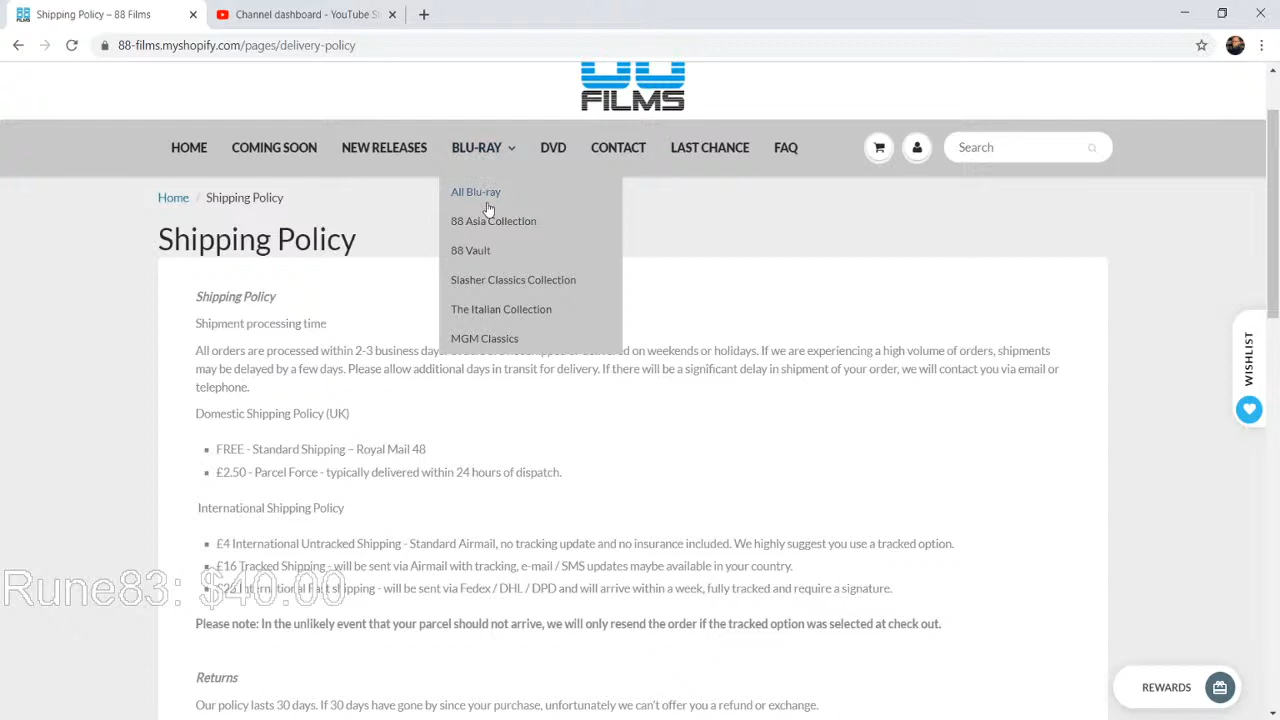 Shipping Policy – 88 Films
Channel dashboard - YouTube St
88-films.myshopify.com/pages/delivery-policy
88
FILMS
HOME COMING SOON NEW RELEASES BLU-RAY DVD CONTACT LAST CHANCE FAQ Search
All Blu-ray
88 Asia Collection
88 Vault
Slasher Classics Collection
The Italian Collection
MGM Classics
Home / Shipping Policy
Shipping Policy
Shipping Policy
Shipment processing time
All orders are processed within 2-3 business days on weekends or holidays. If we are experiencing a high volume of orders, shipments
may be delayed by a few days. Please allow additional days in transit for delivery. If there will be a significant delay in shipment of your order, we will contact you via email or
telephone.
Domestic Shipping Policy (UK)
FREE - Standard Shipping – Royal Mail 48
£2.50 - Parcel Force - typically delivered within 24 hours of dispatch.
International Shipping Policy
£4 International Untracked Shipping - Standard Airmail, no tracking update and no insurance included. We highly suggest you use a tracked option.
£16 Tracked Shipping - will be sent via Airmail with tracking, e-mail / SMS updates maybe available in your country.
International Fast shipping - will be sent via Fedex / DHL / DPD and will arrive within a week, fully tracked and require a signature.
Rune83: $40.00
Please note: In the unlikely event that your parcel should not arrive, we will only resend the order if the tracked option was selected at check out.
Returns
Our policy lasts 30 days. If 30 days have gone by since your purchase, unfortunately we can't offer you a refund or exchange.
WISHLIST
REWARDS